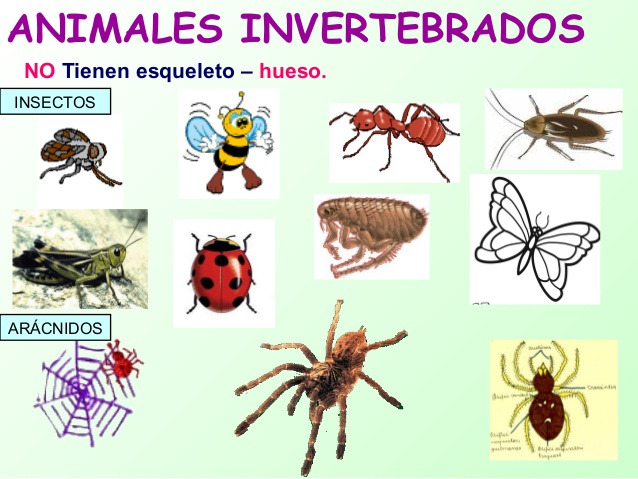 ANIMALES INVERTEBRADOS
NO Tienen esqueleto – hueso.
INSECTOS
ARÁCNIDOS